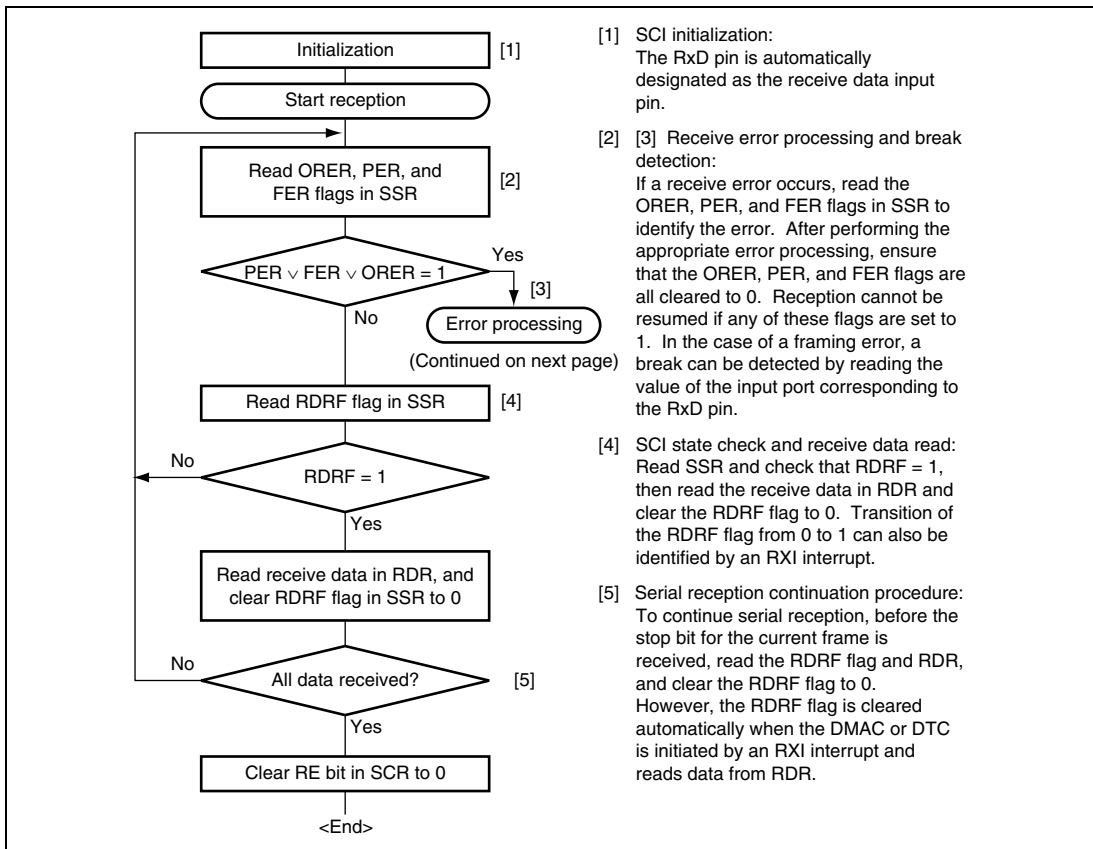 Initialization
[1]
Start reception
Read ORER, PER, and
FER flags in SSR
[2]
PER ∨ FER ∨ ORER = 1
Yes
[3]
No
Error processing
(Continued on next page)
Read RDRF flag in SSR
[4]
No
RDRF = 1
Yes
Read receive data in RDR, and
clear RDRF flag in SSR to 0
No
All data received?
[5]
Yes
Clear RE bit in SCR to 0
<End>
[1] SCI initialization:
The RxD pin is automatically
designated as the receive data input
pin.
[2] [3] Receive error processing and break
detection:
If a receive error occurs, read the
ORER, PER, and FER flags in SSR to
identify the error. After performing the
appropriate error processing, ensure
that the ORER, PER, and FER flags are
all cleared to 0. Reception cannot be
resumed if any of these flags are set to
1. In the case of a framing error, a
break can be detected by reading the
value of the input port corresponding to
the RxD pin.
[4] SCI state check and receive data read:
Read SSR and check that RDRF = 1,
then read the receive data in RDR and
clear the RDRF flag to 0. Transition of
the RDRF flag from 0 to 1 can also be
identified by an RXI interrupt.
[5] Serial reception continuation procedure:
To continue serial reception, before the
stop bit for the current frame is
received, read the RDRF flag and RDR,
and clear the RDRF flag to 0.
However, the RDRF flag is cleared
automatically when the DMAC or DTC
is initiated by an RXI interrupt and
reads data from RDR.